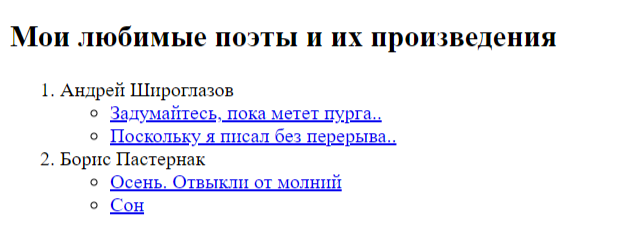 Мои любимые поэты и их произведения
1. Андрей Широглазов
Задумайтесь, пока метет пурга..
Поскольку я писал без перерыва..
2. Борис Пастернак
Осень. Отвыкли от молний
Сон